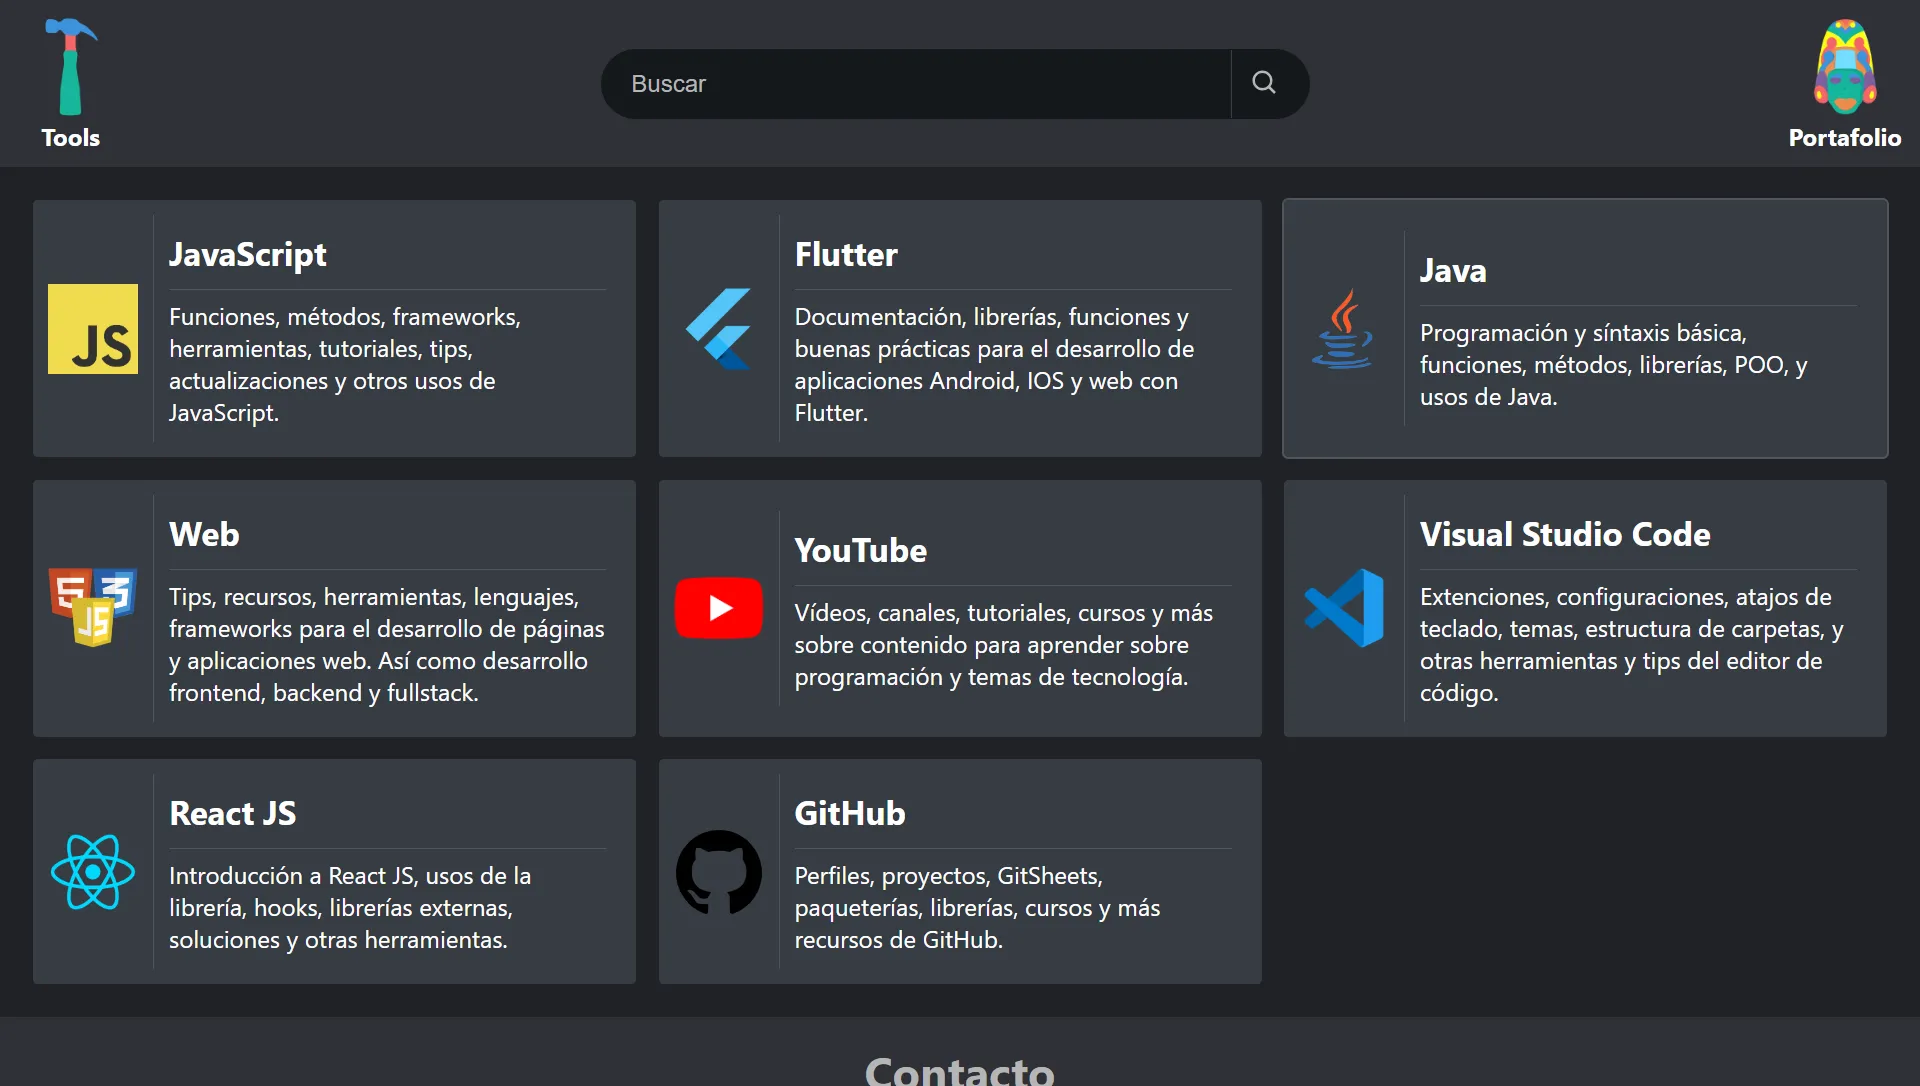 Tools
Buscar
Portafolio
JavaScript
JS
Funciones, métodos, frameworks,
herramientas, tutoriales, tips,
actualizaciones y otros usos de
JavaScript.
Flutter
Documentación, librerías, funciones y
buenas prácticas para el desarrollo de
aplicaciones Android, IOS y web con
Flutter.
Java
Programación y síntaxis básica,
funciones, métodos, librerías, POO, y
usos de Java.
Web
5 3
JS
Tips, recursos, herramientas, lenguajes,
frameworks para el desarrollo de páginas
y aplicaciones web. Así como desarrollo
frontend, backend y fullstack.
YouTube
Vídeos, canales, tutoriales, cursos y más
sobre contenido para aprender sobre
programación y temas de tecnología.
Visual Studio Code
Extenciones, configuraciones, atajos de
teclado, temas, estructura de carpetas, y
otras herramientas y tips del editor de
código.
React JS
Introducción a React JS, usos de la
librería, hooks, librerías externas,
soluciones y otras herramientas.
GitHub
Perfiles, proyectos, GitSheets,
paqueterías, librerías, cursos y más
recursos de GitHub.
Contacto